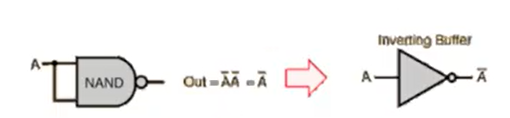 Inverting Buffer
A
NAND
Out = A̅A̅ = A̅
A
A̅